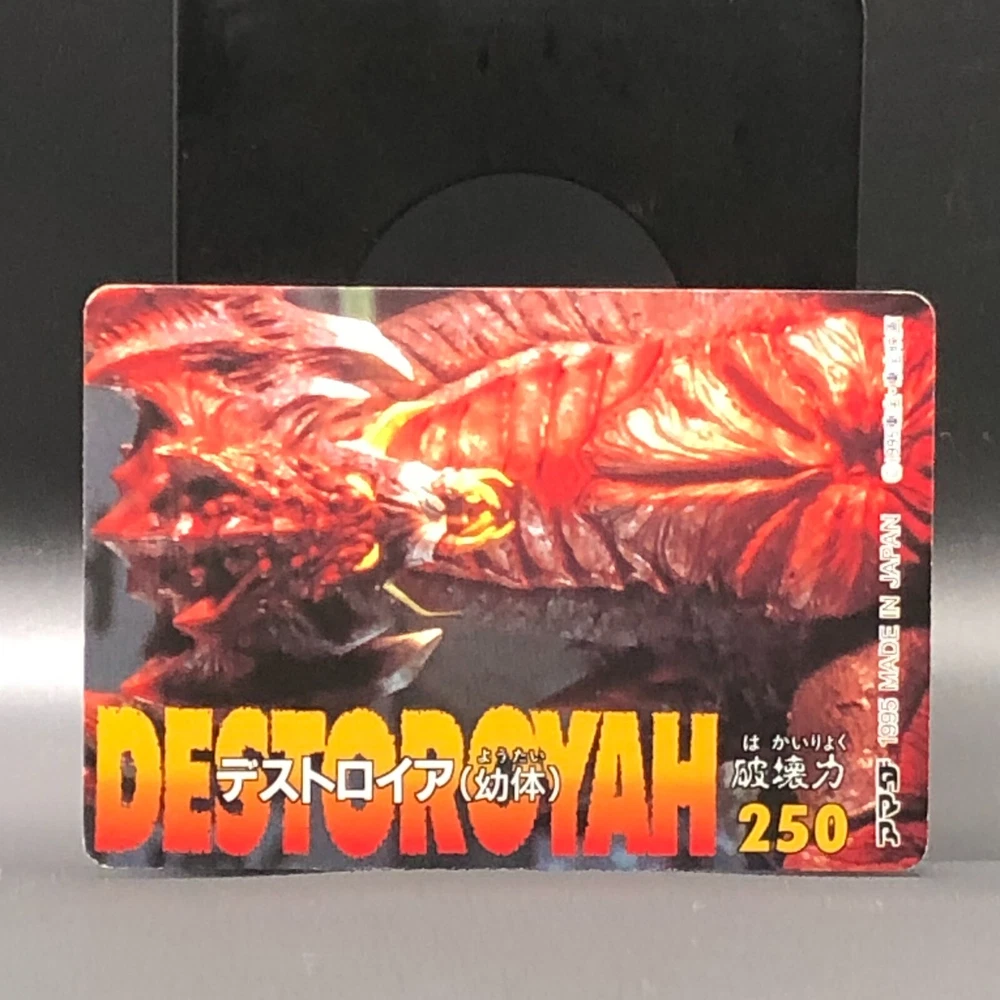 DESTOROYAH
ようたい
デストロイア(幼体)
はかいりょく
破壊力
250
アマダ 1995 MADE IN JAPAN